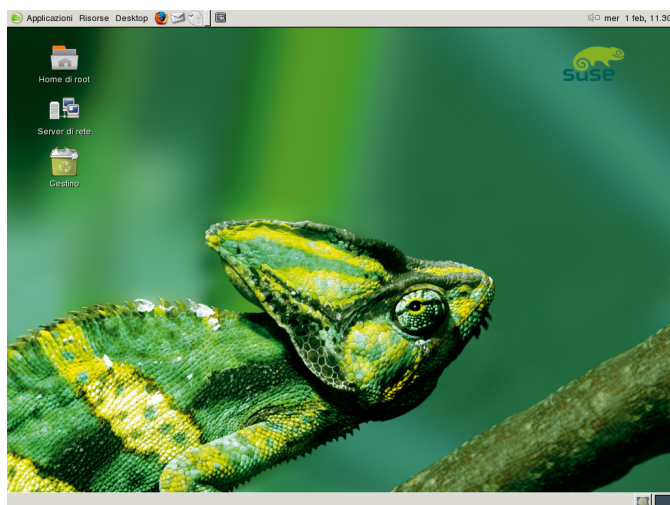 Applicazioni Risorse Desktop
mer 1 feb, 11.30
Home di root
Server di rete
Cestino
suse